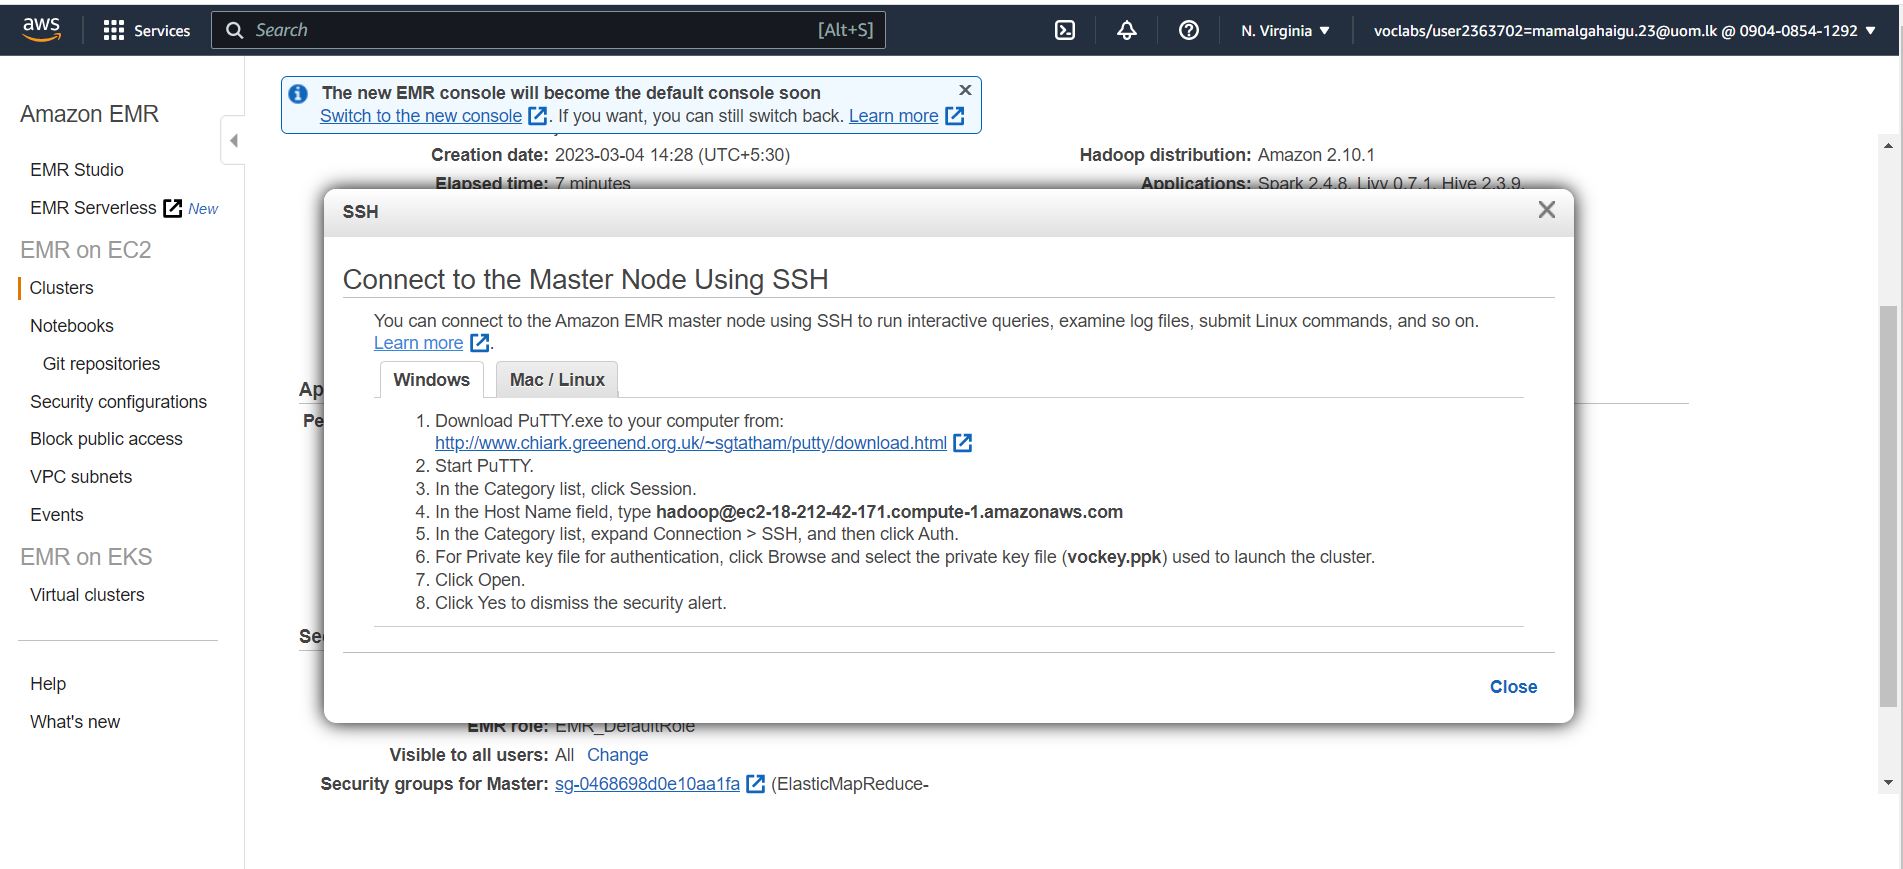 aws
Services
Search
[Alt+S]
N. Virginia
voclabs/user2363702=mamalgahaigu.23@uom.lk @ 0904-0854-1292
Amazon EMR
EMR Studio
EMR Serverless New
EMR on EC2
Clusters
Notebooks
Git repositories
Security configurations
Block public access
VPC subnets
Events
EMR on EKS
Virtual clusters
Help
What's new
The new EMR console will become the default console soon
Switch to the new console. If you want, you can still switch back. Learn more
Creation date: 2023-03-04 14:28 (UTC+5:30)
Elapsed time: 7 minutes
Hadoop distribution: Amazon 2.10.1
Applications: Spark 2.4.8, Livy 0.7.1, Hive 2.3.9,
SSH
Connect to the Master Node Using SSH
You can connect to the Amazon EMR master node using SSH to run interactive queries, examine log files, submit Linux commands, and so on.
Learn more.
Windows
Mac / Linux
1. Download PuTTY.exe to your computer from:
http://www.chiark.greenend.org.uk/~sgtatham/putty/download.html
2. Start PuTTY.
3. In the Category list, click Session.
4. In the Host Name field, type hadoop@ec2-18-212-42-171.compute-1.amazonaws.com
5. In the Category list, expand Connection > SSH, and then click Auth.
6. For Private key file for authentication, click Browse and select the private key file (vockey.ppk) used to launch the cluster.
7. Click Open.
8. Click Yes to dismiss the security alert.
Close
Ap
Pe
Se
EMR role: EMR_DefaultRole
Visible to all users: All Change
Security groups for Master: sg-0468698d0e10aa1fa (ElasticMapReduce-